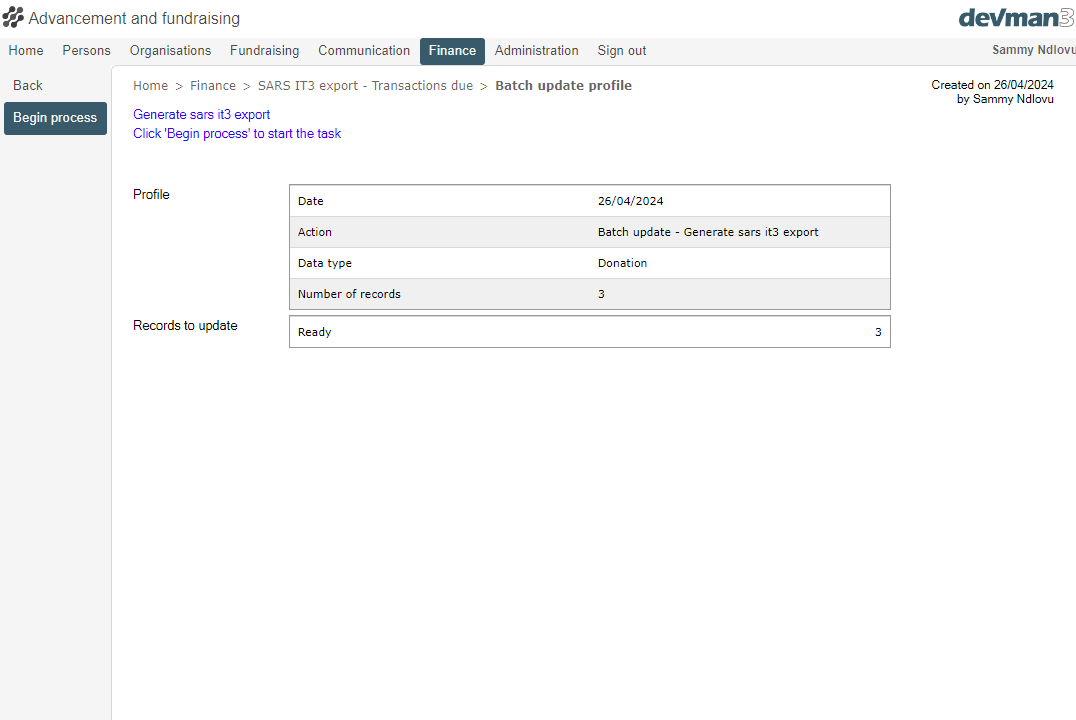 Advancement and fundraising
devman3
Home Persons Organisations Fundraising Communication Finance Administration Sign out
Sammy Ndlovu
Back
Begin process
Home > Finance > SARS IT3 export - Transactions due > Batch update profile
Created on 26/04/2024
by Sammy Ndlovu
Generate sars it3 export
Click 'Begin process' to start the task
Profile
Date 26/04/2024
Action Batch update - Generate sars it3 export
Data type Donation
Number of records 3
Records to update
Ready 3